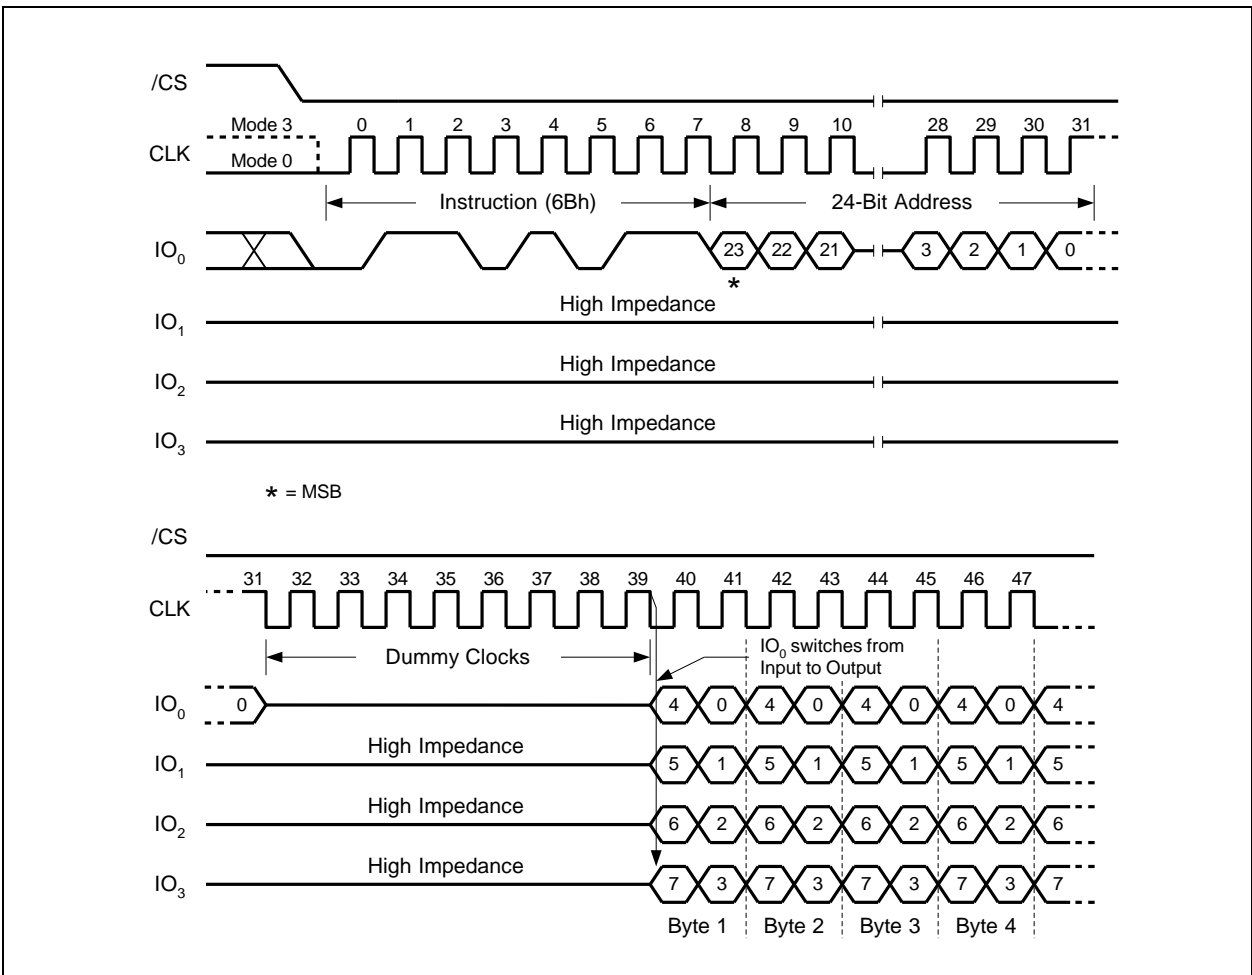 /CS
Mode 3
0 1 2 3 4 5 6 7 8 9 10 28 29 30 31
CLK
Mode 0
Instruction (6Bh) 24-Bit Address
IO0 23 22 21 3 2 1 0
*
High Impedance
IO1
High Impedance
IO2
High Impedance
IO3
* = MSB
/CS
31 32 33 34 35 36 37 38 39 40 41 42 43 44 45 46 47
CLK
Dummy Clocks
IO0 switches from
Input to Output
IO0 0 4 0 4 0 4 0 4 0 4
High Impedance
IO1 5 1 5 1 5 1 5 1 5
High Impedance
IO2 6 2 6 2 6 2 6 2 6
High Impedance
IO3 7 3 7 3 7 3 7 3 7
Byte 1 Byte 2 Byte 3 Byte 4